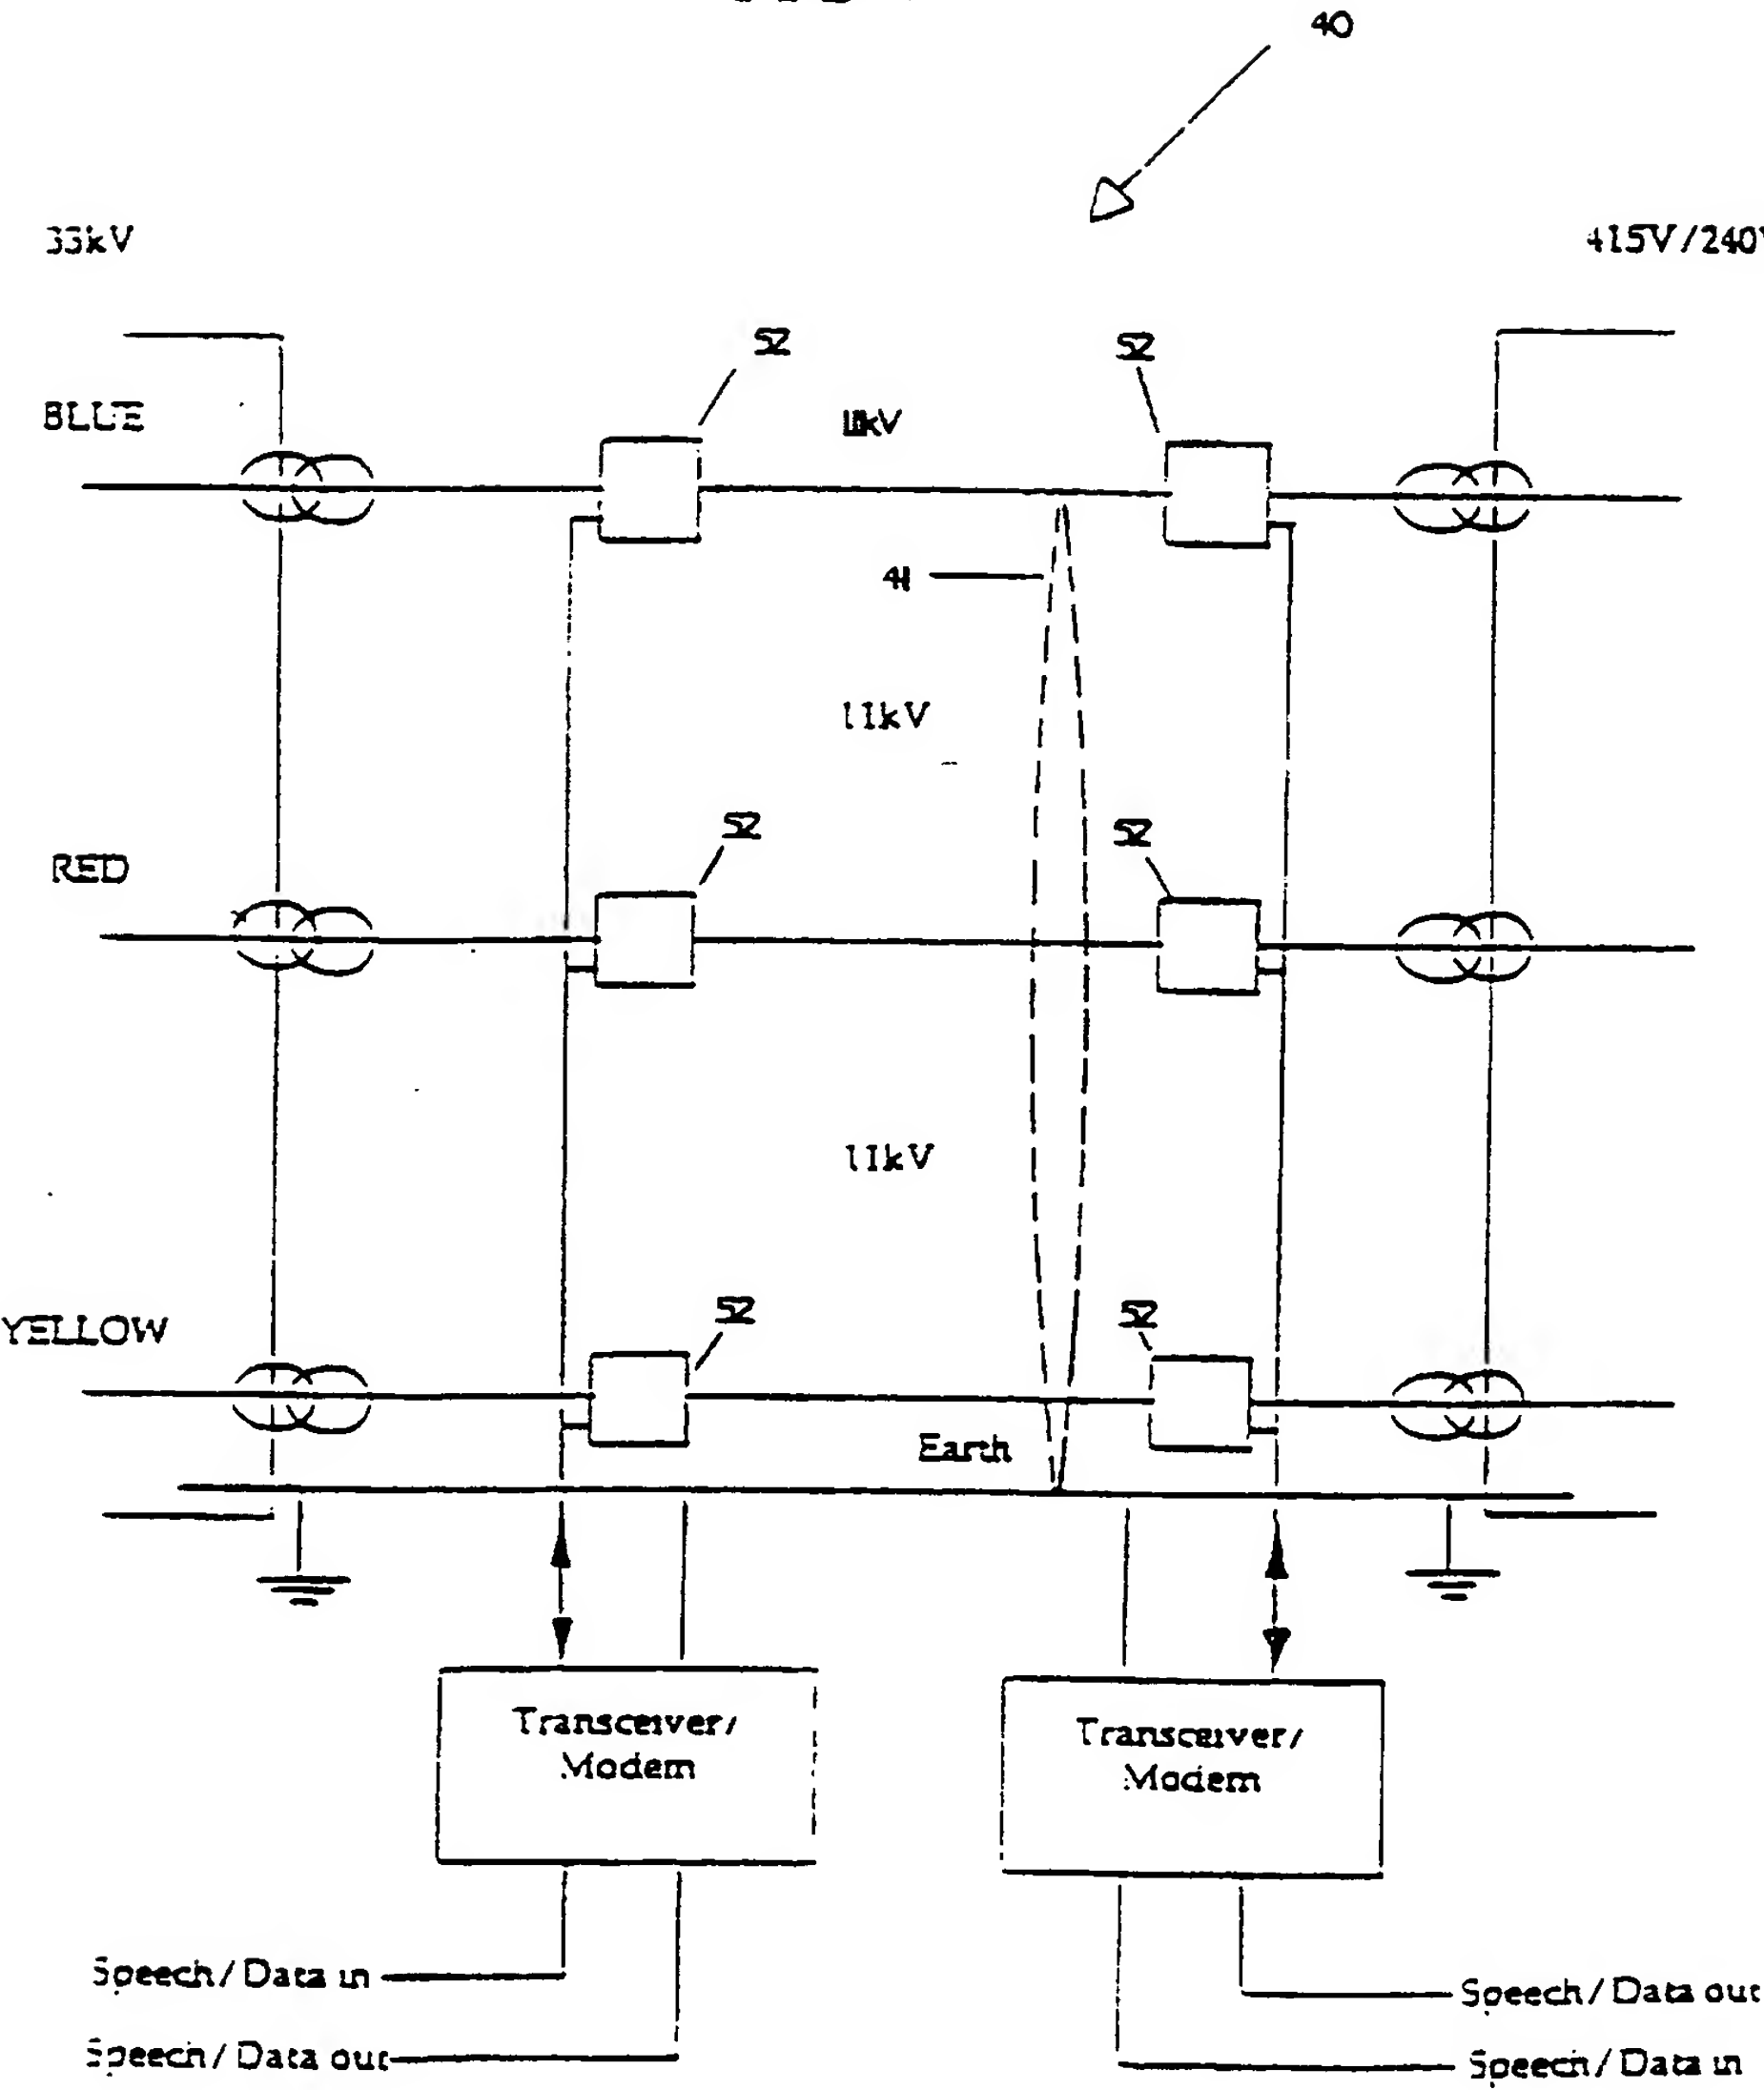 40
33kV
415V/240V
52
52
BLUE
11kV
41
11kV
52
52
RED
11kV
52
52
YELLOW
Earth
Transceiver/
Modem
Transceiver/
Modem
Speech/Data in
Speech/Data out
Speech/Data out
Speech/Data in